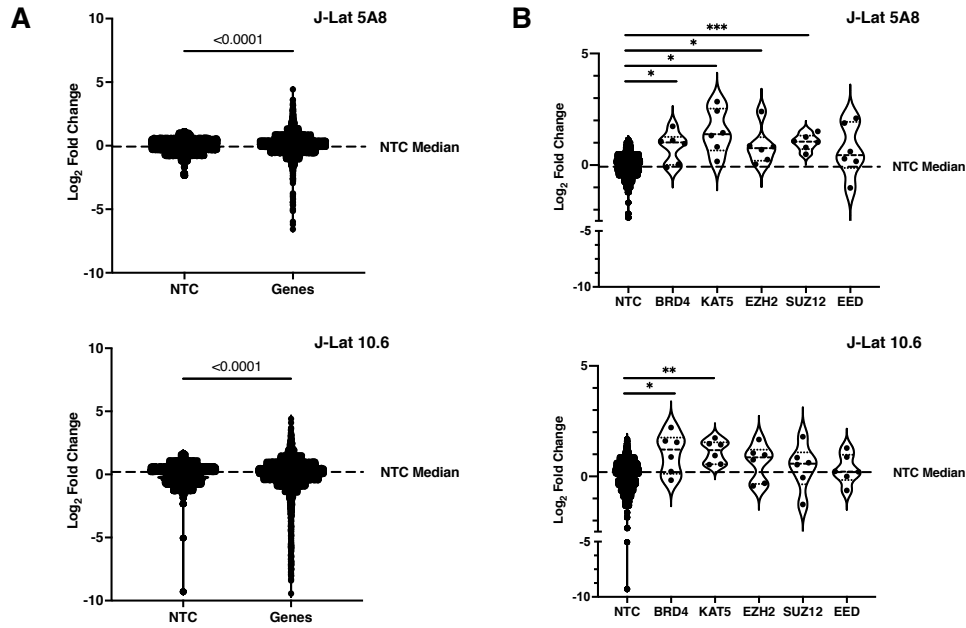 A
B
J-Lat 5A8
10
<0.0001
5
Log2 Fold Change
0
NTC Median
-5
-10
NTC Genes
J-Lat 5A8
***
*
*
*
5
Log2 Fold Change
0
NTC Median
-5
-10
NTC BRD4 KAT5 EZH2 SUZ12 EED
J-Lat 10.6
10
<0.0001
5
Log2 Fold Change
0
NTC Median
-5
-10
NTC Genes
J-Lat 10.6
**
*
5
Log2 Fold Change
0
NTC Median
-5
-10
NTC BRD4 KAT5 EZH2 SUZ12 EED